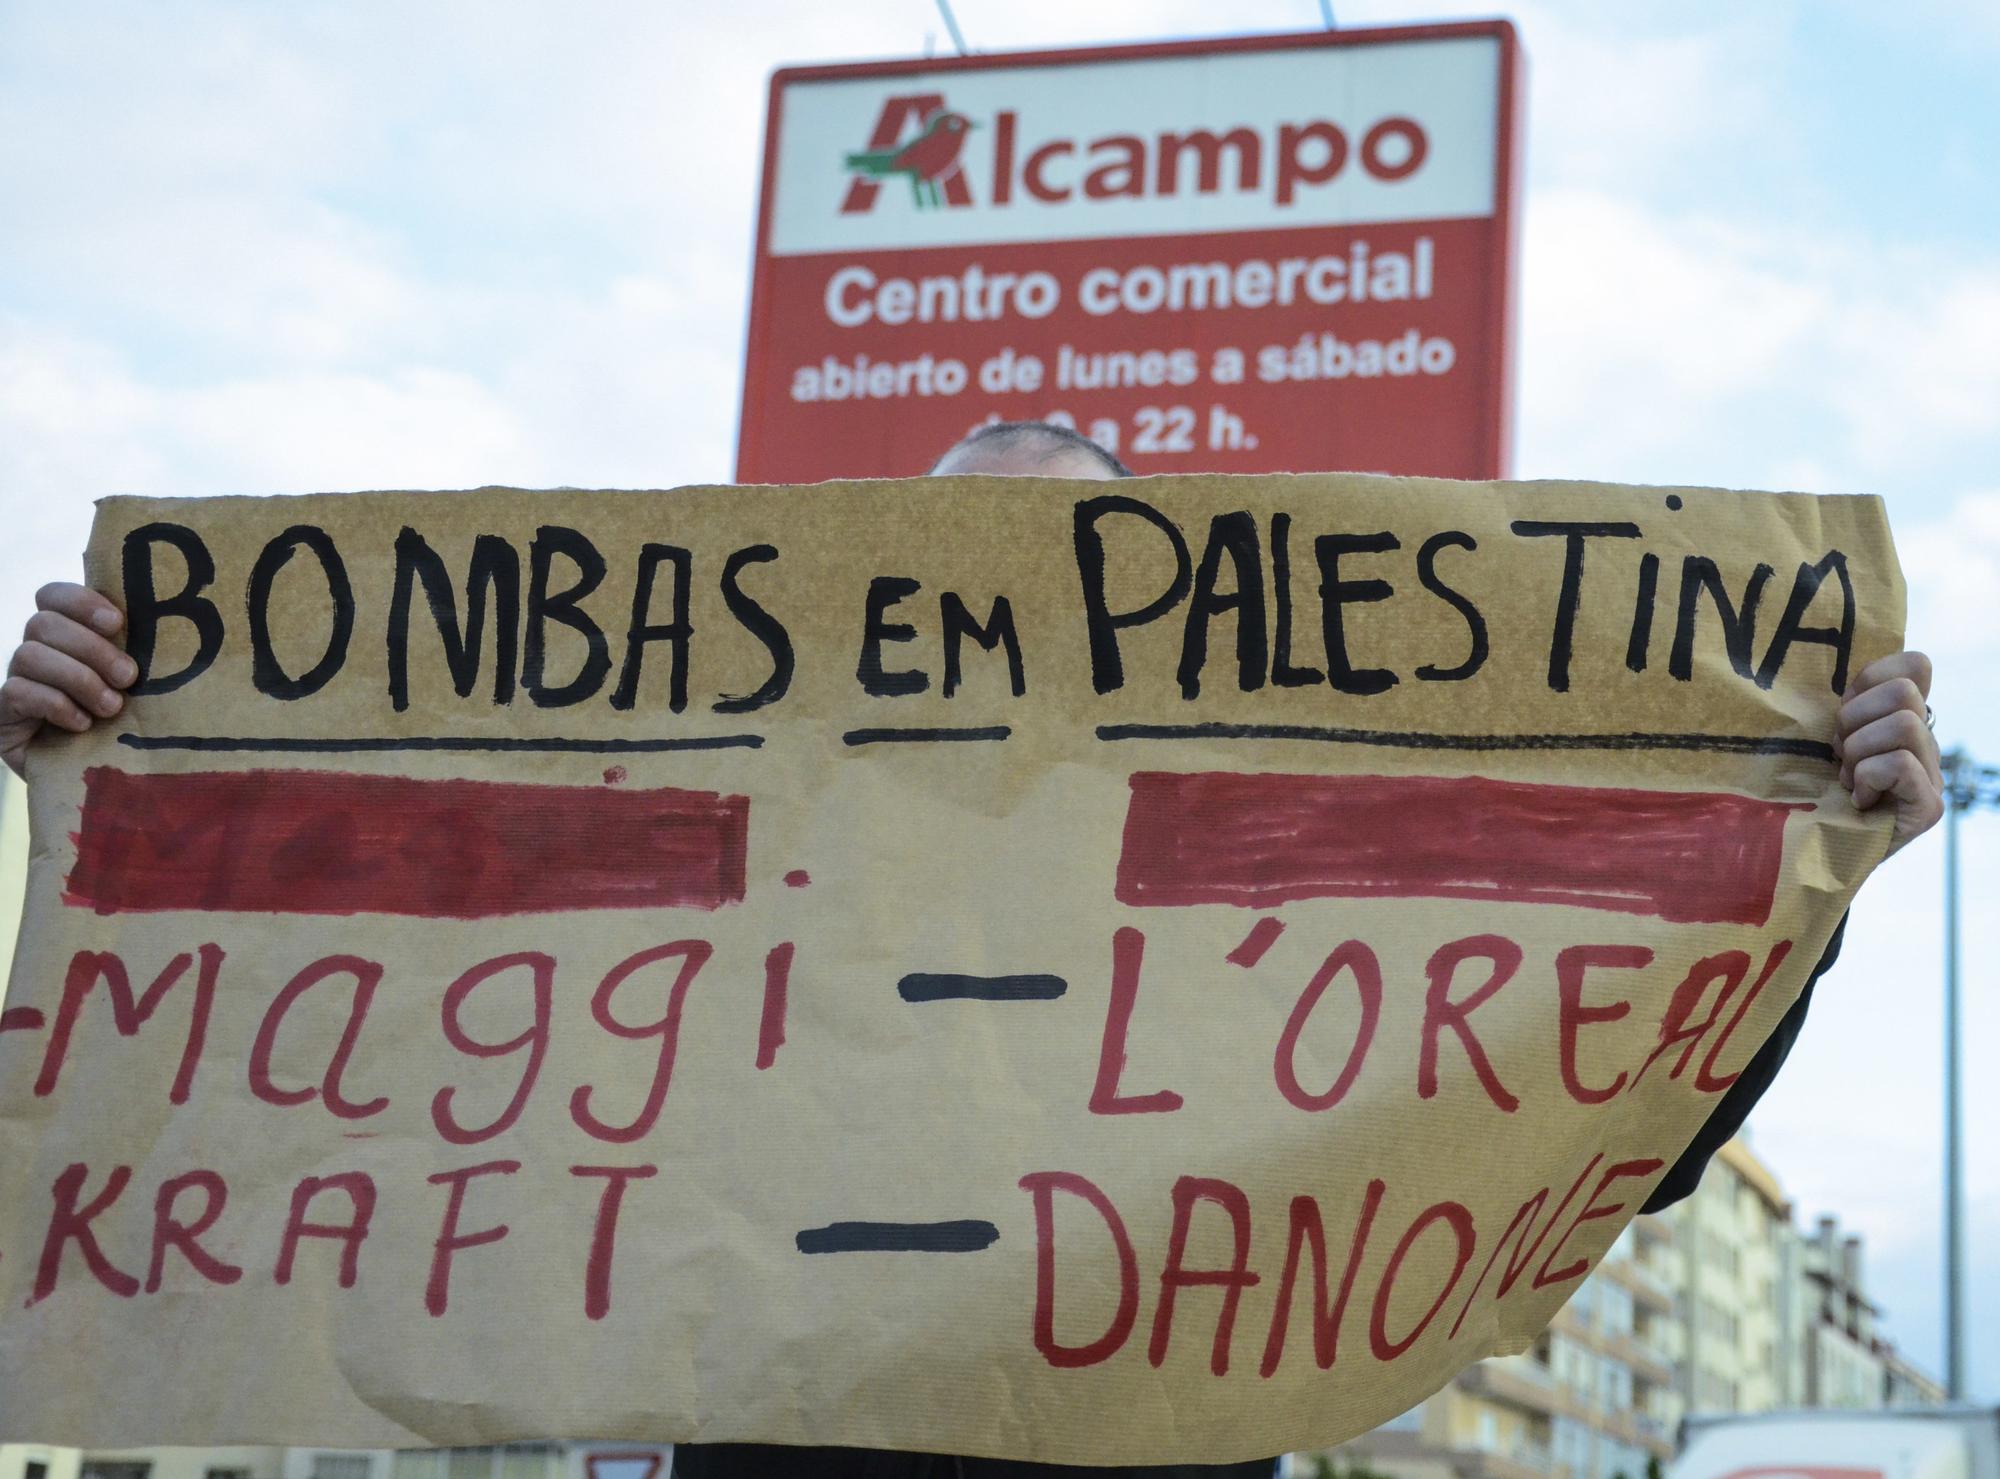 Alcampo
Centro comercial
abierto de lunes a sábado
a 22 h.
BOMBAS EM PALESTiNA
-Maggi - L'OREAL
KRAFT - DANONE